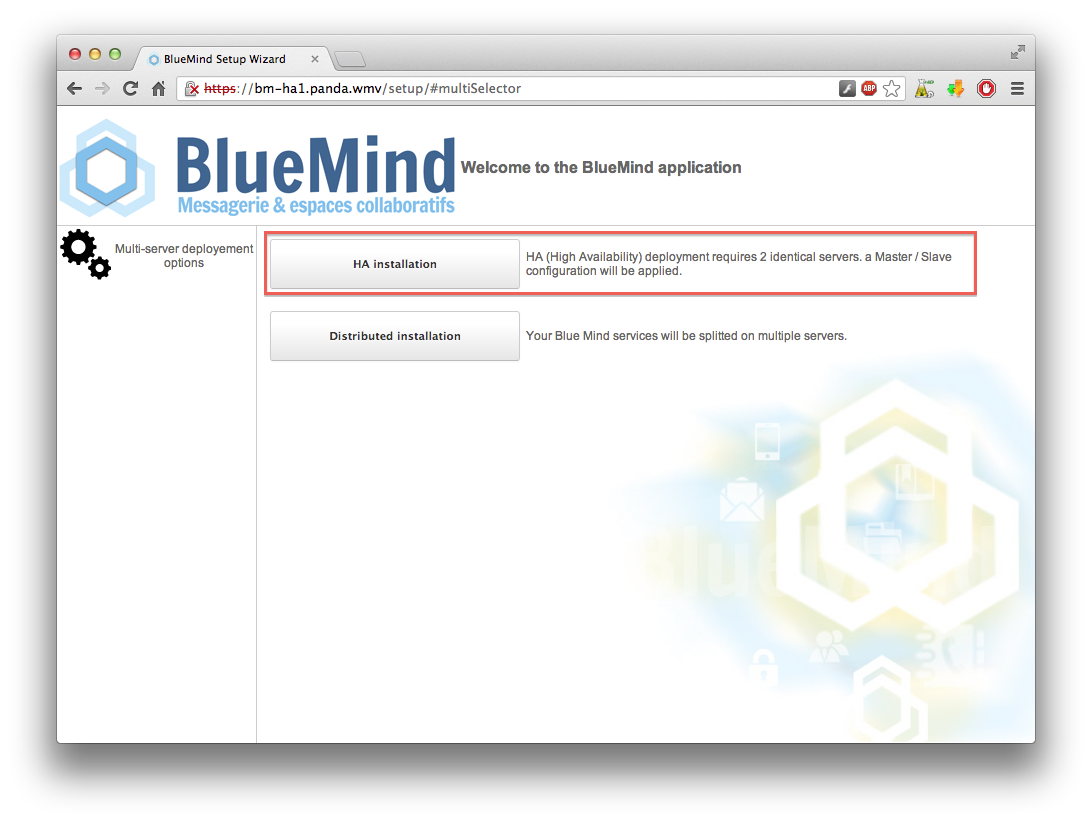 BlueMind Setup Wizard
https://bm-ha1.panda.wmv/setup/#multiSelector
ABP
BlueMind
Messagerie & espaces collaboratifs
Welcome to the BlueMind application
Multi-server deployement
options
HA installation
HA (High Availability) deployment requires 2 identical servers. a Master / Slave
configuration will be applied.
Distributed installation
Your Blue Mind services will be splitted on multiple servers.